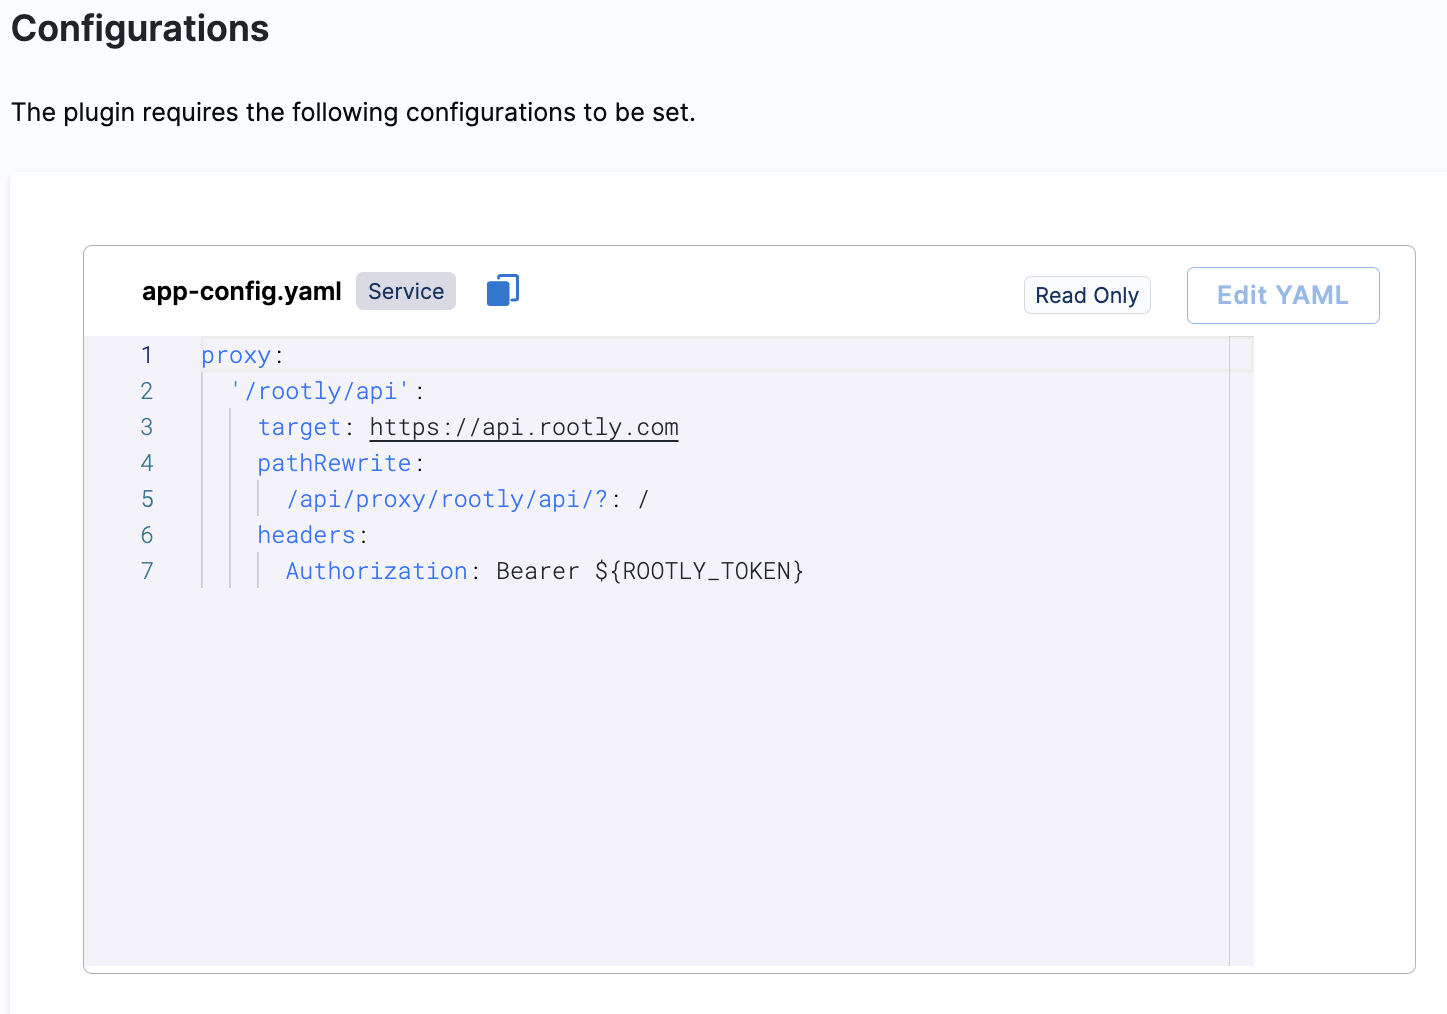 Configurations
The plugin requires the following configurations to be set.
app-config.yaml Service Read Only Edit YAML
1 proxy:
2 '/rootly/api':
3 target: https://api.rootly.com
4 pathRewrite:
5 /api/proxy/rootly/api/?: /
6 headers:
7 Authorization: Bearer ${ROOTLY_TOKEN}